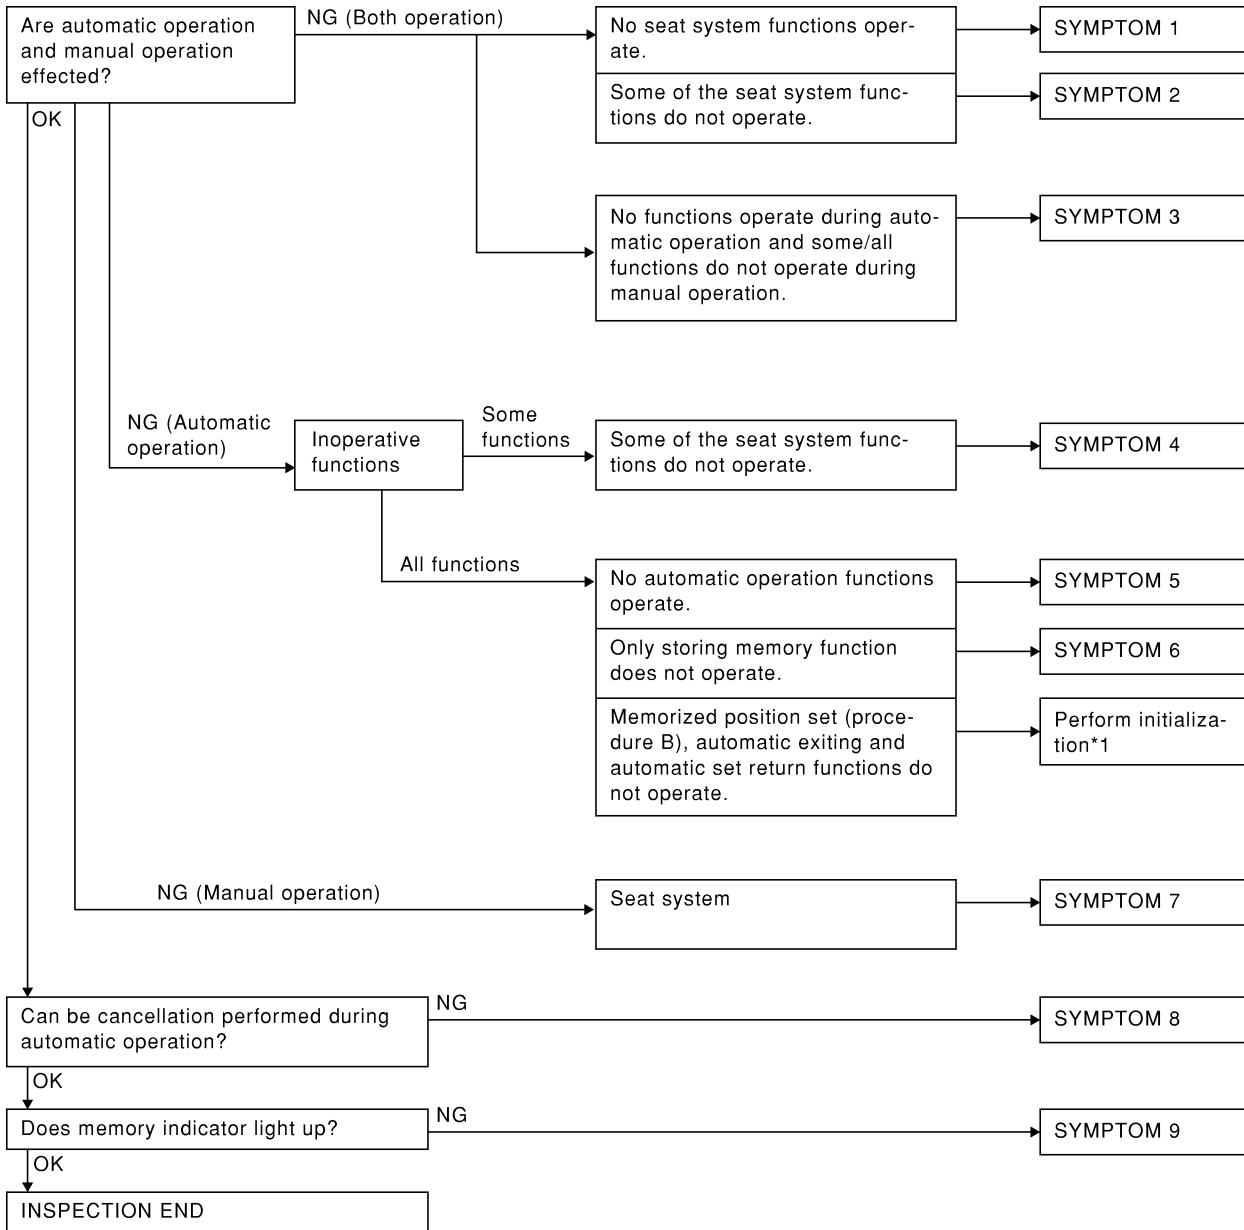 Are automatic operation
and manual operation
effected?
NG (Both operation)
No seat system functions oper-
ate.
SYMPTOM 1
Some of the seat system func-
tions do not operate.
SYMPTOM 2
OK
No functions operate during auto-
matic operation and some/all
functions do not operate during
manual operation.
SYMPTOM 3
NG (Automatic
operation)
Inoperative
functions
Some
functions
Some of the seat system func-
tions do not operate.
SYMPTOM 4
All functions
No automatic operation functions
operate.
SYMPTOM 5
Only storing memory function
does not operate.
SYMPTOM 6
Memorized position set (proce-
dure B), automatic exiting and
automatic set return functions do
not operate.
Perform initializa-
tion*1
NG (Manual operation)
Seat system
SYMPTOM 7
Can be cancellation performed during
automatic operation?
NG
SYMPTOM 8
OK
Does memory indicator light up?
NG
SYMPTOM 9
OK
INSPECTION END